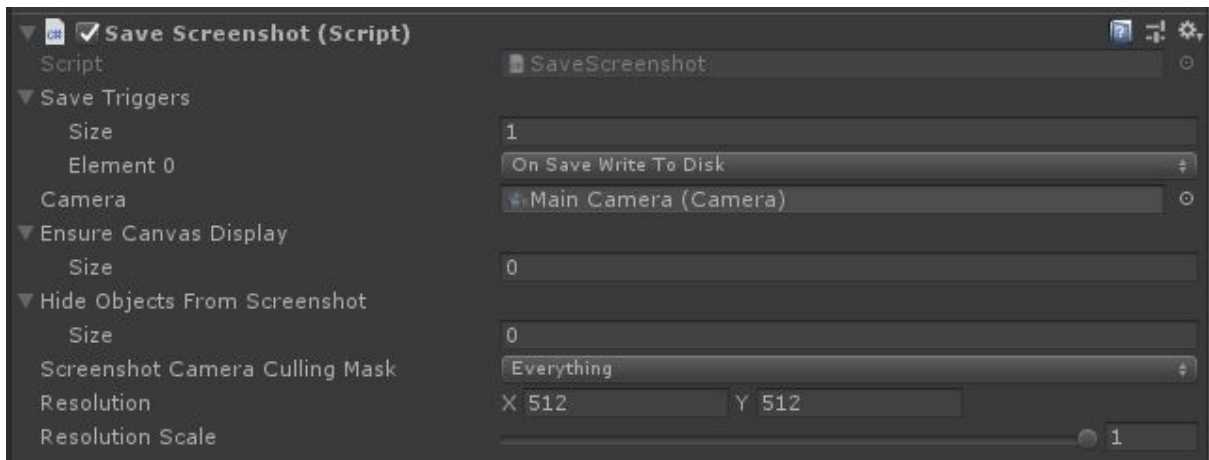 Save Screenshot (Script)
Script SaveScreenshot
Save Triggers
Size 1
Element 0 On Save Write To Disk
Camera Main Camera (Camera)
Ensure Canvas Display
Size 0
Hide Objects From Screenshot
Size 0
Screenshot Camera Culling Mask Everything
Resolution X 512 Y 512
Resolution Scale 1